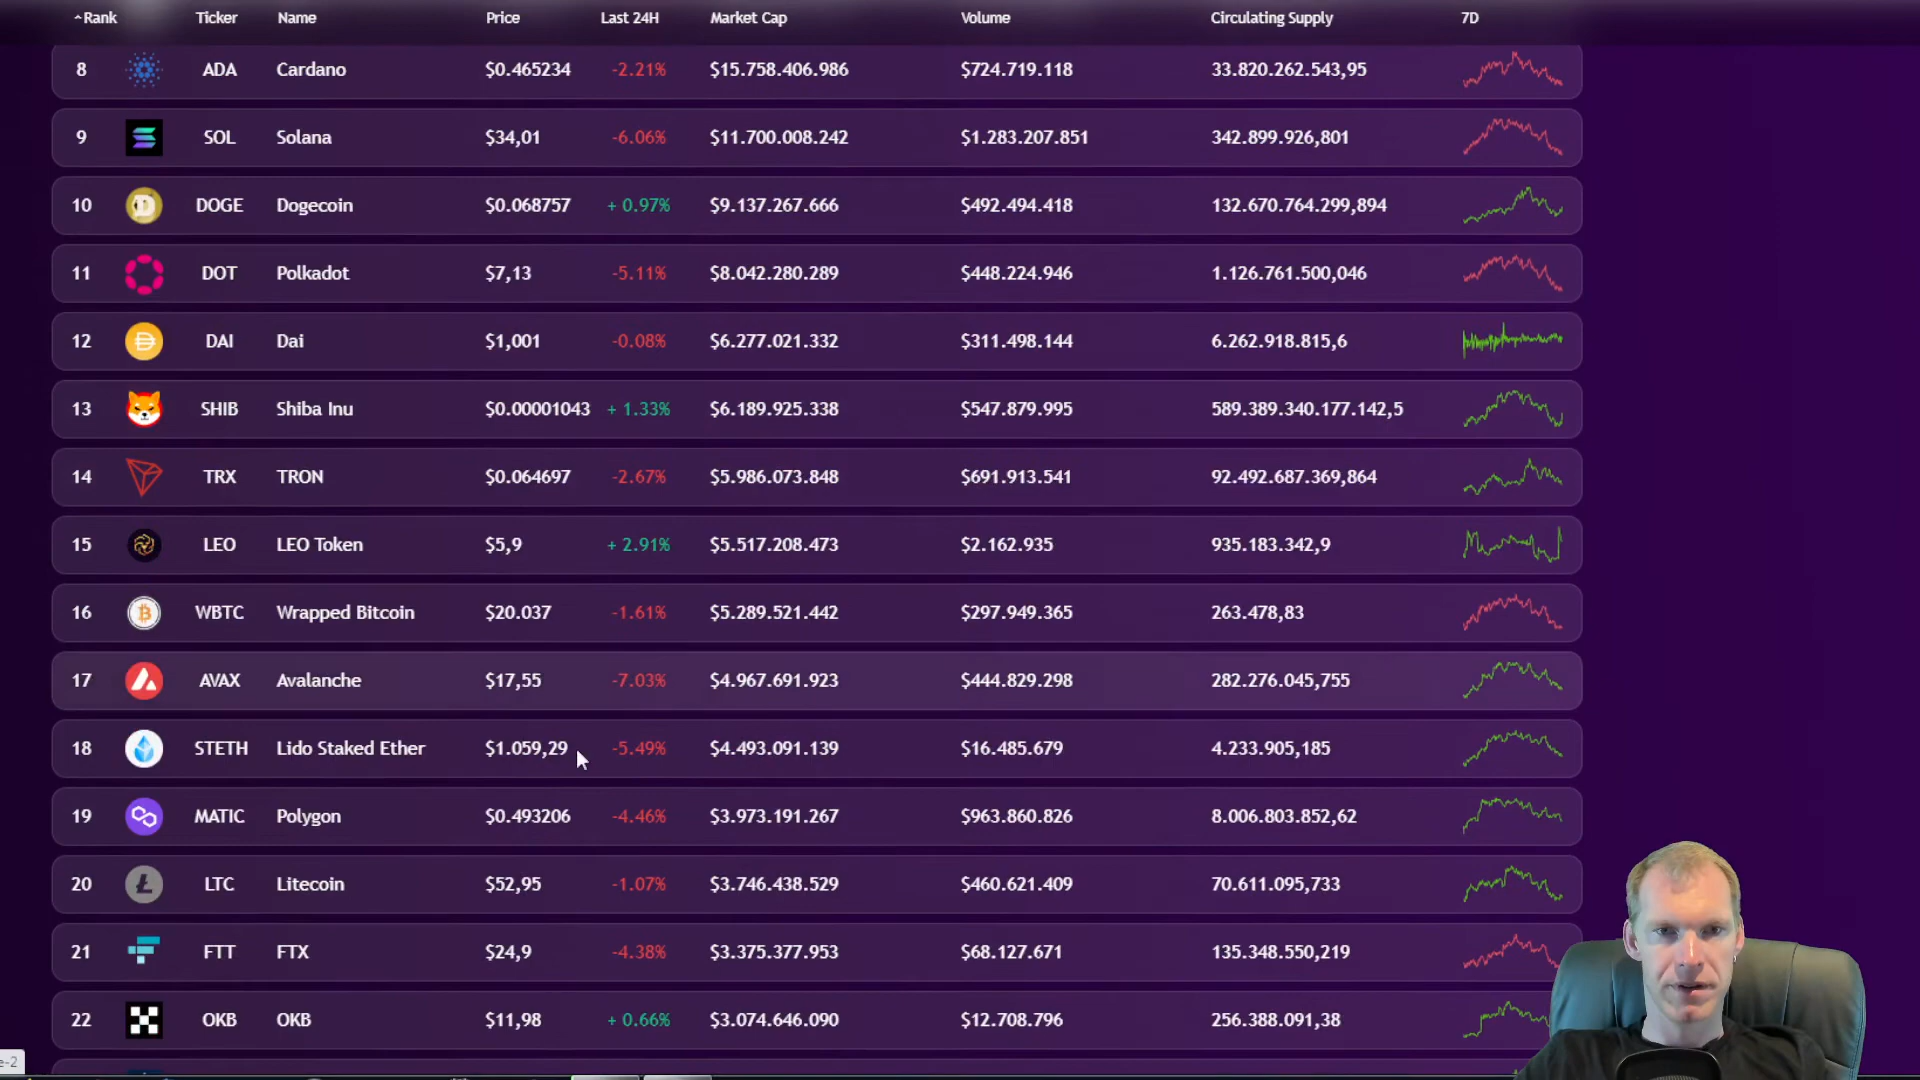 Rank Ticker Name Price Last 24H Market Cap Volume Circulating Supply 7D
8 ADA Cardano $0.465234 -2.21% $15.758.406.986 $724.719.118 33.820.262.543,95
9 SOL Solana $34,01 -6.06% $11.700.008.242 $1.283.207.851 342.899.926,801
10 DOGE Dogecoin $0.068757 + 0.97% $9.137.267.666 $492.494.418 132.670.764.299,894
11 DOT Polkadot $7,13 -5.11% $8.042.280.289 $448.224.946 1.126.761.500,046
12 DAI Dai $1,001 -0.08% $6.277.021.332 $311.498.144 6.262.918.815,6
13 SHIB Shiba Inu $0.00001043 + 1.33% $6.189.925.338 $547.879.995 589.389.340.177.142,5
14 TRX TRON $0.064697 -2.67% $5.986.073.848 $691.913.541 92.492.687.369,864
15 LEO LEO Token $5,9 + 2.91% $5.517.208.473 $2.162.935 935.183.342,9
16 WBTC Wrapped Bitcoin $20.037 -1.61% $5.289.521.442 $297.949.365 263.478,83
17 AVAX Avalanche $17,55 -7.03% $4.967.691.923 $444.829.298 282.276.045,755
18 STETH Lido Staked Ether $1.059,29 -5.49% $4.493.091.139 $16.485.679 4.233.905,185
19 MATIC Polygon $0.493206 -4.46% $3.973.191.267 $963.860.826 8.006.803.852,62
20 LTC Litecoin $52,95 -1.07% $3.746.438.529 $460.621.409 70.611.095,733
21 FTT FTX $24,9 -4.38% $3.375.377.953 $68.127.671 135.348.550,219
22 OKB OKB $11,98 + 0.66% $3.074.646.090 $12.708.796 256.388.091,38
e-2